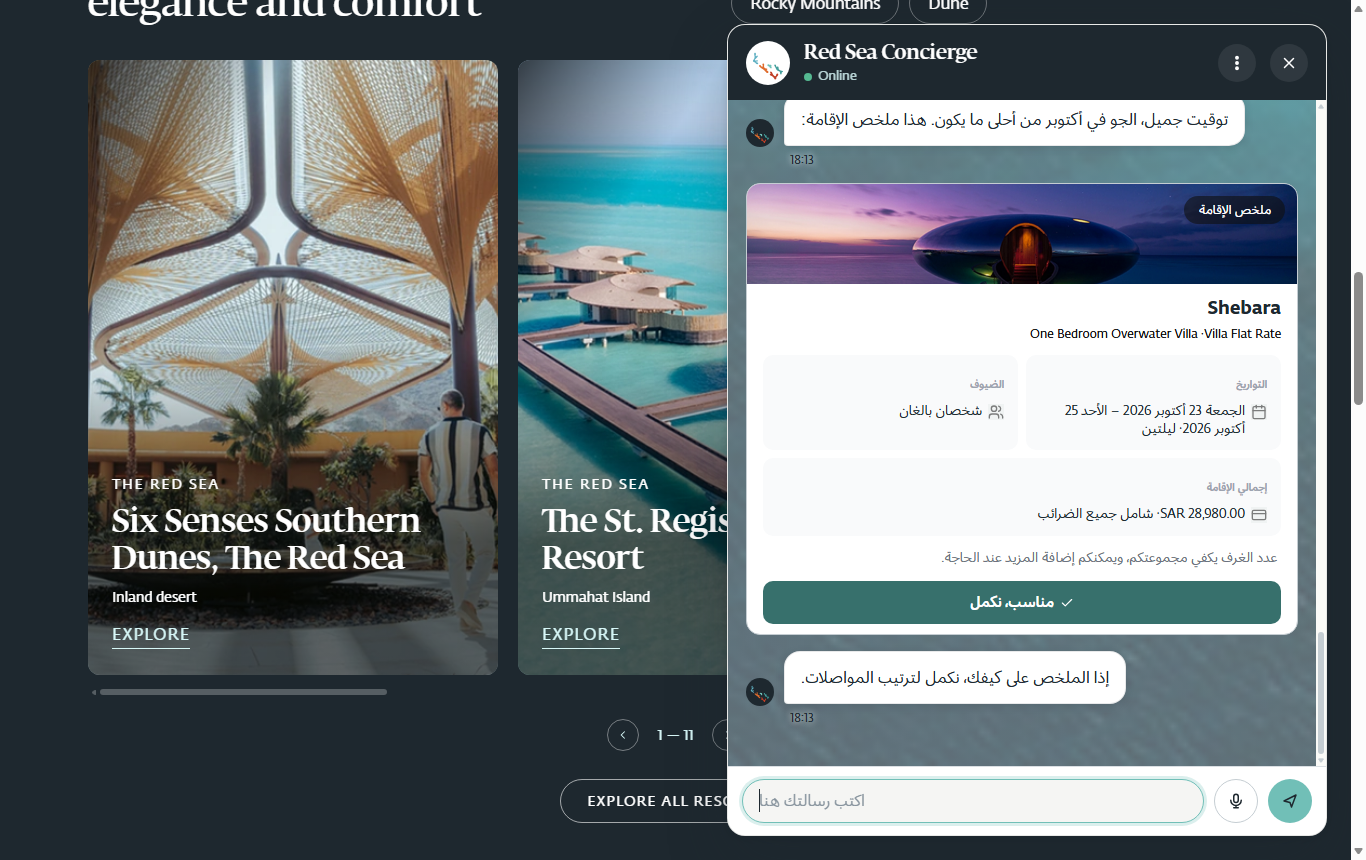 elegance and comfort
Rocky Mountains
Dune
THE RED SEA
Six Senses Southern
Dunes, The Red Sea
Inland desert
EXPLORE
THE RED SEA
The St. Regis
Resort
Ummahat Island
EXPLORE
1 — 11
EXPLORE ALL RESO
Red Sea Concierge
Online
توقيت جميل، الجو في أكتوبر من أحلى ما يكون. هذا ملخص الإقامة:
18:13
ملخص الإقامة
Shebara
One Bedroom Overwater Villa ·Villa Flat Rate
التواريخ
الجمعة 23 أكتوبر 2026 – الأحد 25
أكتوبر 2026· ليلتين
الضيوف
شخصان بالغان
إجمالي الإقامة
SAR 28,980.00· شامل جميع الضرائب
عدد الغرف يكفي مجموعتكم، ويمكنكم إضافة المزيد عند الحاجة.
مناسب، نكمل
إذا الملخص على كيفك، نكمل لترتيب المواصلات.
18:13
اكتب رسالتك هنا